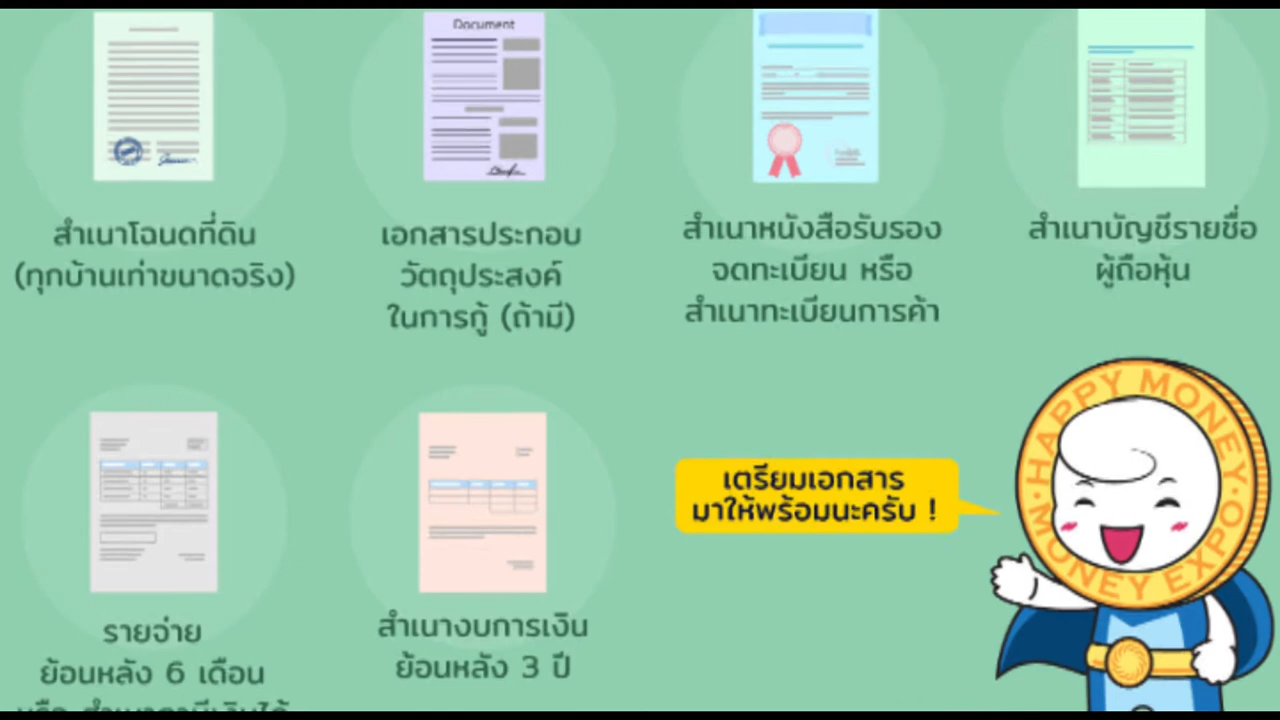 Document
สำเนาโฉนดที่ดิน
(ทุกบ้านเท่าขนาดจริง)
เอกสารประกอบ
วัตถุประสงค์
ในการกู้ (ถ้ามี)
สำเนาหนังสือรับรอง
จดทะเบียน หรือ
สำเนาทะเบียนการค้า
สำเนาบัญชีรายชื่อ
ผู้ถือหุ้น
รายจ่าย
ย้อนหลัง 6 เดือน
สำเนางบการเงิน
ย้อนหลัง 3 ปี
เตรียมเอกสาร
มาให้พร้อมนะครับ !
HAPPY MONEY
MONEY EXPO